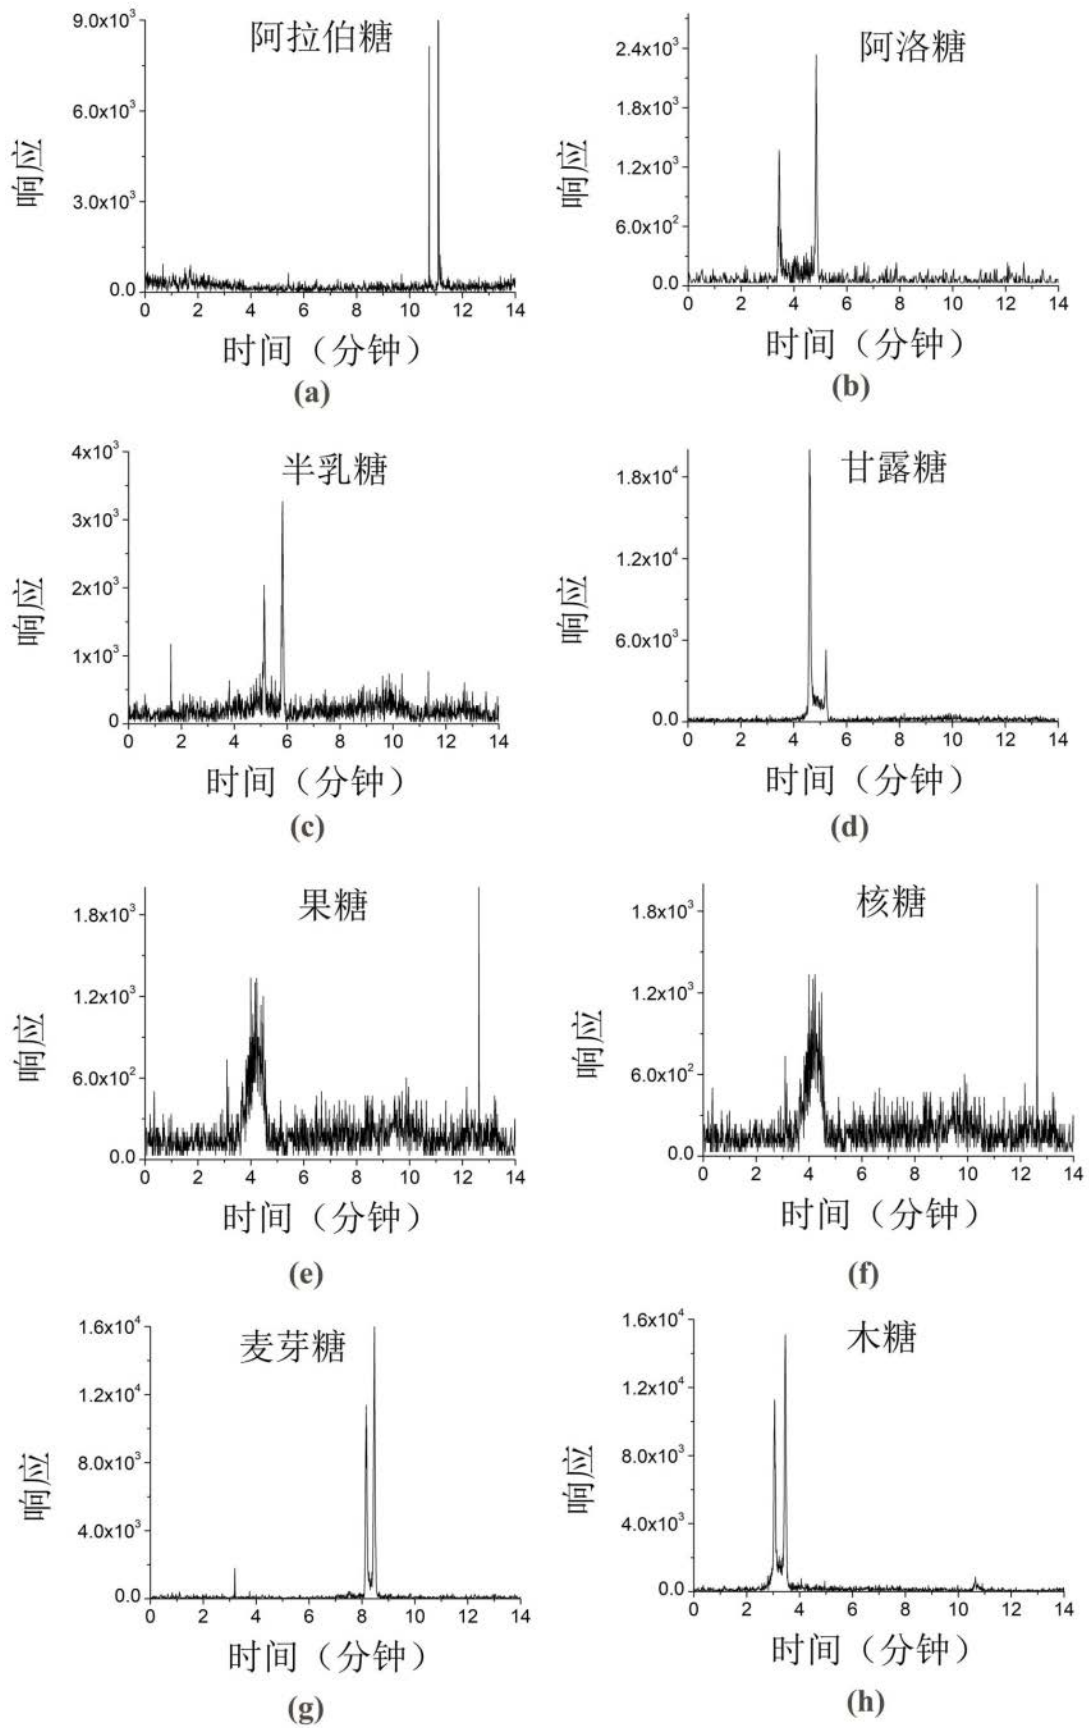 阿拉伯糖
9.0x10³
6.0x10³
3.0x10³
0.0
响应
0 2 4 6 8 10 12 14
时间（分钟）
(a)
阿洛糖
2.4x10³
1.8x10³
1.2x10³
6.0x10²
0.0
响应
0 2 4 6 8 10 12 14
时间（分钟）
(b)
半乳糖
4x10³
3x10³
2x10³
1x10³
0
响应
0 2 4 6 8 10 12 14
时间（分钟）
(c)
甘露糖
1.8x10⁴
1.2x10⁴
6.0x10³
0.0
响应
0 2 4 6 8 10 12 14
时间（分钟）
(d)
果糖
1.8x10³
1.2x10³
6.0x10²
0.0
响应
0 2 4 6 8 10 12 14
时间（分钟）
(e)
核糖
1.8x10³
1.2x10³
6.0x10²
0.0
响应
0 2 4 6 8 10 12 14
时间（分钟）
(f)
麦芽糖
1.6x10⁴
1.2x10⁴
8.0x10³
4.0x10³
0.0
响应
0 2 4 6 8 10 12 14
时间（分钟）
(g)
木糖
1.6x10⁴
1.2x10⁴
8.0x10³
4.0x10³
0.0
响应
0 2 4 6 8 10 12 14
时间（分钟）
(h)